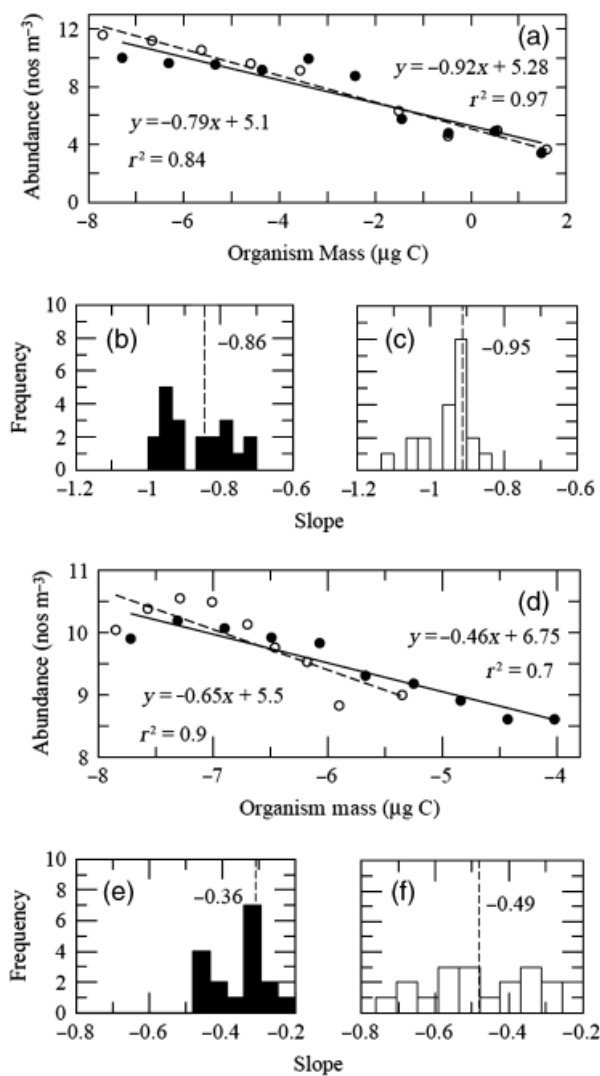 (a)
Abundance (nos m⁻³)
12
8
4
0
y = −0.92x + 5.28
r² = 0.97
y = −0.79x + 5.1
r² = 0.84
−8
−6
−4
−2
0
2
Organism Mass (μg C)
(b)
Frequency
10
8
6
4
2
0
−0.86
−1.2
−1
−0.8
−0.6
(c)
−0.95
−1.2
−1
−0.8
−0.6
Slope
(d)
Abundance (nos m⁻³)
11
10
9
8
y = −0.46x + 6.75
r² = 0.7
y = −0.65x + 5.5
r² = 0.9
−8
−7
−6
−5
−4
Organism mass (μg C)
(e)
Frequency
10
8
6
4
2
0
−0.36
−0.8
−0.6
−0.4
−0.2
(f)
−0.49
−0.8
−0.6
−0.4
−0.2
Slope